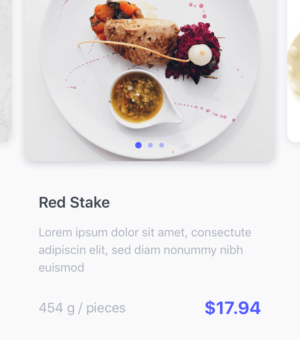 Red Stake
Lorem ipsum dolor sit amet, consectute
adipiscin elit, sed diam nonummy nibh
euismod
454 g / pieces
$17.94